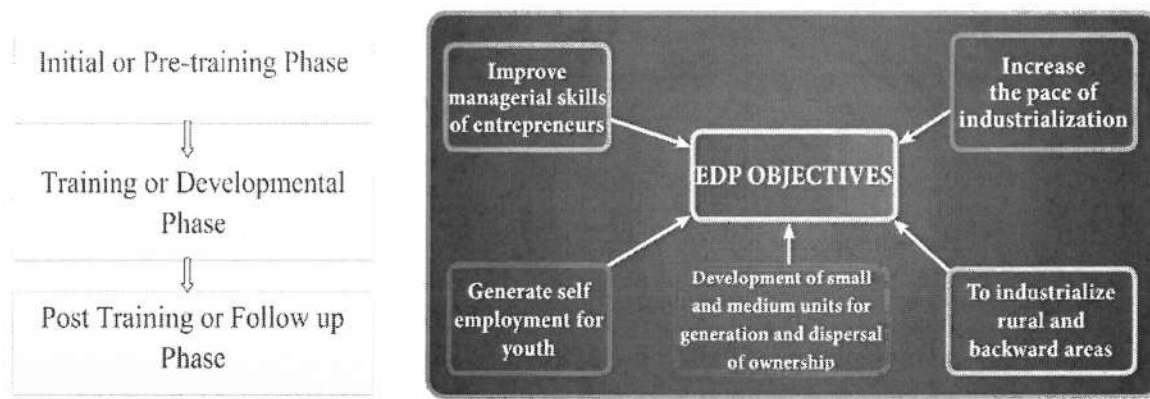 Initial or Pre-training Phase
Training or Developmental
Phase
Post Training or Follow up
Phase
Improve
managerial skills
of entrepreneurs
Increase
the pace of
industrialization
EDP OBJECTIVES
Generate self
employment for
youth
Development of small
and medium units for
generation and dispersal
of ownership
To industrialize
rural and
backward areas